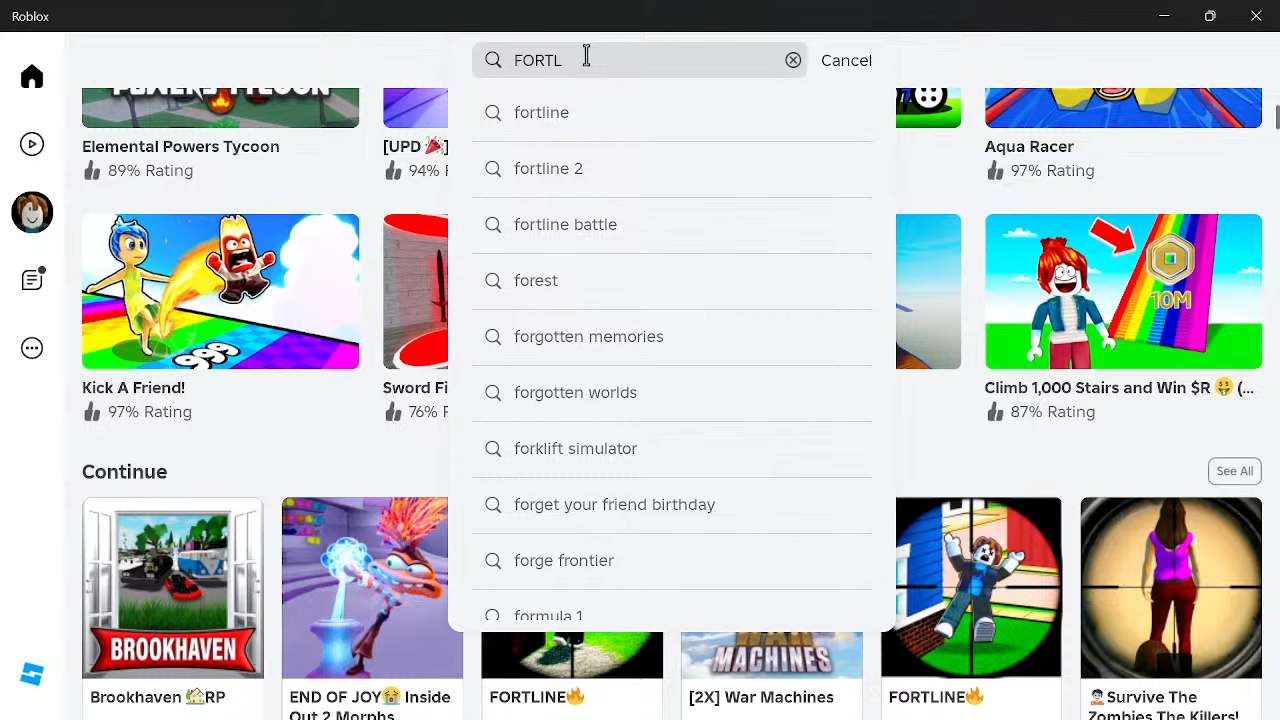 Roblox
FORTL
Cancel
fortline
fortline 2
fortline battle
forest
forgotten memories
forgotten worlds
forklift simulator
forget your friend birthday
forge frontier
formula 1
Elemental Powers Tycoon
89% Rating
[UPD 🎉]
94%
Aqua Racer
97% Rating
999
Kick A Friend!
97% Rating
Sword Fi
76%
10M
Climb 1,000 Stairs and Win $R 🤑 (...
87% Rating
Continue
See All
BROOKHAVEN
Brookhaven 🏡RP
END OF JOY😭 Inside
Out 2 Morphs
FORTLINE🔥
MACHINES
[2X] War Machines
FORTLINE🔥
🧟Survive The
Zombies The Killers!